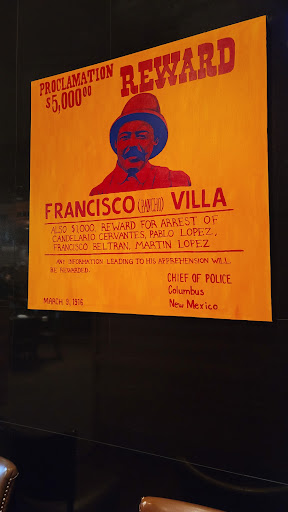 PROCLAMATION
$5,000.00
REWARD
FRANCISCO (PANCHO) VILLA
ALSO $1,000. REWARD FOR ARREST OF
CANDELARIO CERVANTES, PABLO LOPEZ,
FRANCISCO BELTRAN, MARTIN LOPEZ
ANY INFORMATION LEADING TO HIS APPREHENSION WILL
BE REWARDED.
CHIEF OF POLICE
Columbus
New Mexico
MARCH 9, 1916